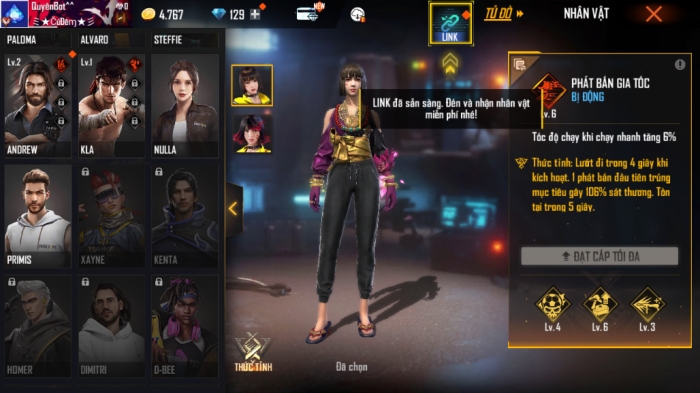 QuyênBot^^
★CuĐém↗
0
4.767
129
NEW
LINK
TỦ ĐỒ
NHÂN VẬT
PALOMA
ALVARO
STEFFIE
Lv.2
Lv.1
ANDREW
KLA
NULLA
PRIMIS
XAYNE
KENTA
HOMER
DIMITRI
D-BEE
LINK đã sẵn sàng. Đến và nhận nhân vật
miễn phí nhé!
THỨC TỈNH
Đã chọn
PHÁT BẮN GIA TỐC
BỊ ĐỘNG
Lv. 6
Tốc độ chạy khi chạy nhanh tăng 6%
Thức tỉnh: Lướt đi trong 4 giây khi
kích hoạt. 1 phát bắn đầu tiên trúng
mục tiêu gây 106% sát thương. Tồn
tại trong 5 giây.
ĐẠT CẤP TỐI ĐA
Lv. 4
Lv. 6
Lv. 3